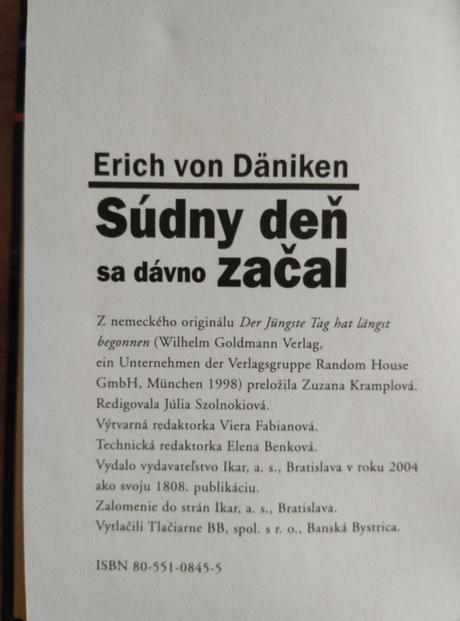 Erich von Däniken
Súdny deň
sa dávno začal
Z nemeckého originálu Der Jüngste Tag hat längst
begonnen (Wilhelm Goldmann Verlag,
ein Unternehmen der Verlagsgruppe Random House
GmbH, München 1998) preložila Zuzana Kramplová.
Redigovala Júlia Szolnokiová.
Výtvarná redaktorka Viera Fabianová.
Technická redaktorka Elena Benková.
Vydalo vydavateľstvo Ikar, a. s., Bratislava v roku 2004
ako svoju 1808. publikáciu.
Zalomenie do strán Ikar, a. s., Bratislava.
Vytlačili Tlačiarne BB, spol. s r. o., Banská Bystrica.
ISBN 80-551-0845-5